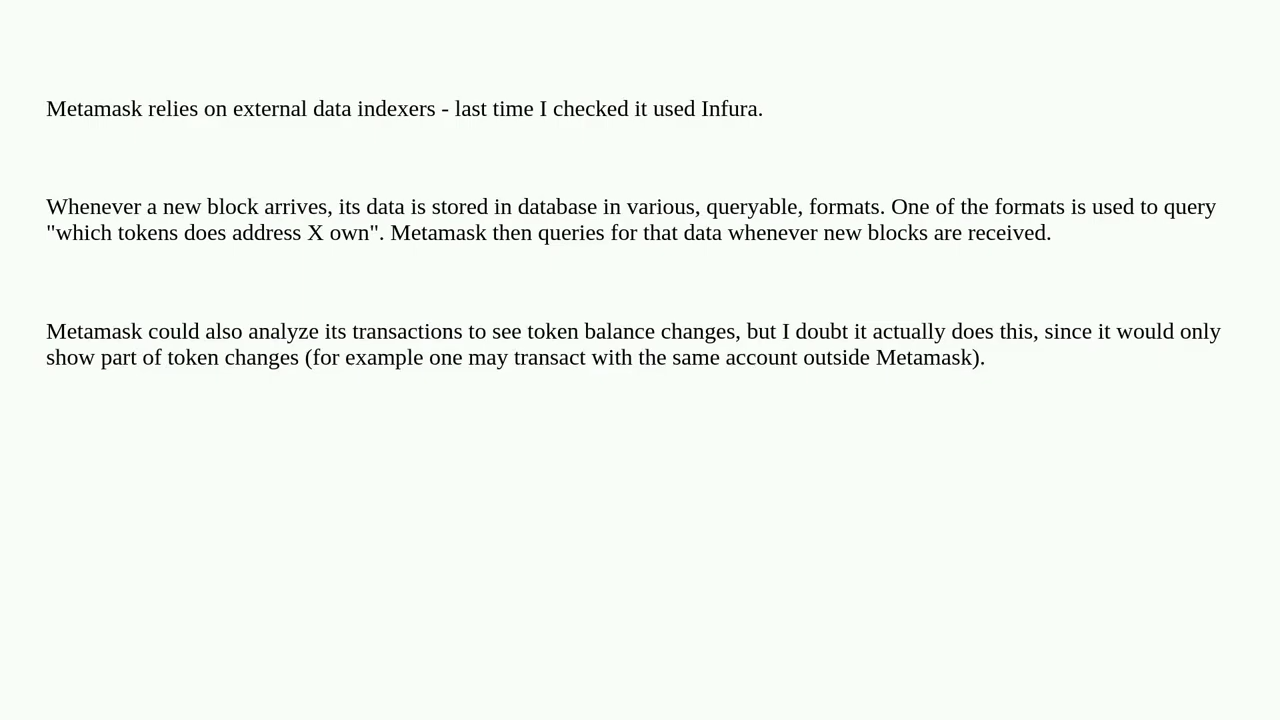 Metamask relies on external data indexers - last time I checked it used Infura.
Whenever a new block arrives, its data is stored in database in various, queryable, formats. One of the formats is used to query
"which tokens does address X own". Metamask then queries for that data whenever new blocks are received.
Metamask could also analyze its transactions to see token balance changes, but I doubt it actually does this, since it would only
show part of token changes (for example one may transact with the same account outside Metamask).